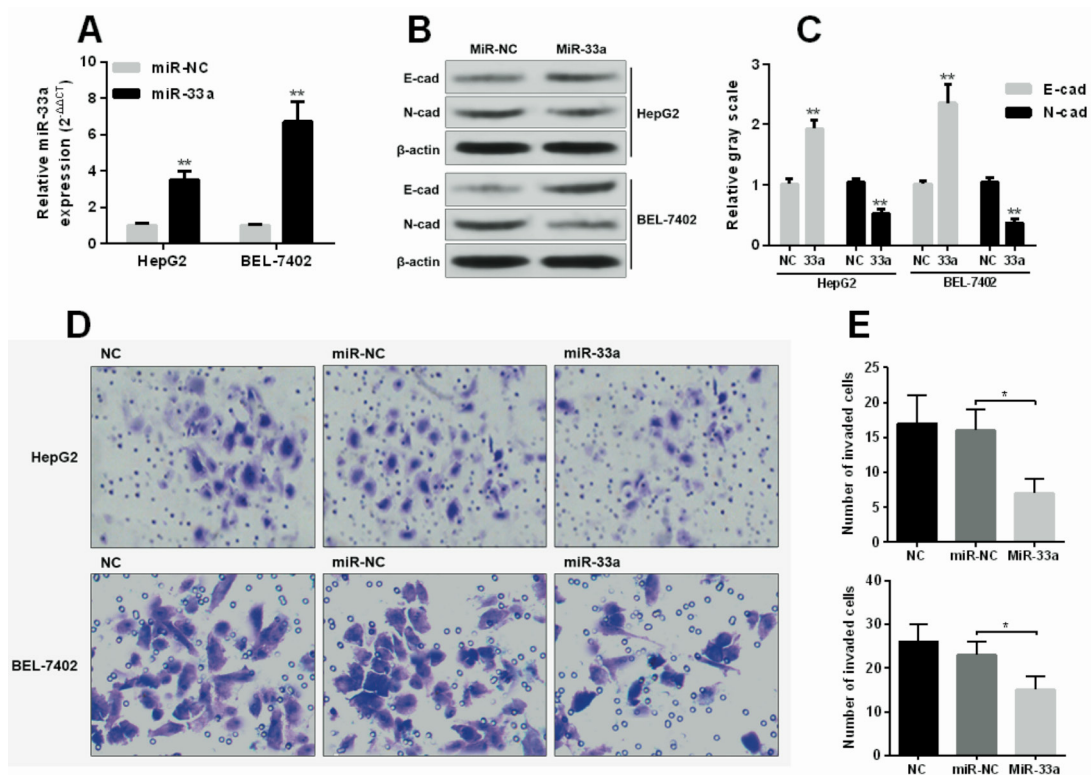 A
Relative miR-33a
expression (2-ΔΔCT)
10
8
6
4
2
0
miR-NC
miR-33a
**
**
HepG2
BEL-7402
B
MiR-NC
MiR-33a
E-cad
N-cad
β-actin
HepG2
E-cad
N-cad
β-actin
BEL-7402
C
Relative gray scale
3
2
1
0
E-cad
N-cad
**
**
**
**
NC 33a NC 33a NC 33a NC 33a
HepG2
BEL-7402
D
NC
miR-NC
miR-33a
HepG2
NC
miR-NC
miR-33a
BEL-7402
E
Number of invaded cells
25
20
15
10
5
0
*
NC miR-NC MiR-33a
Number of invaded cells
40
30
20
10
0
*
NC miR-NC MiR-33a